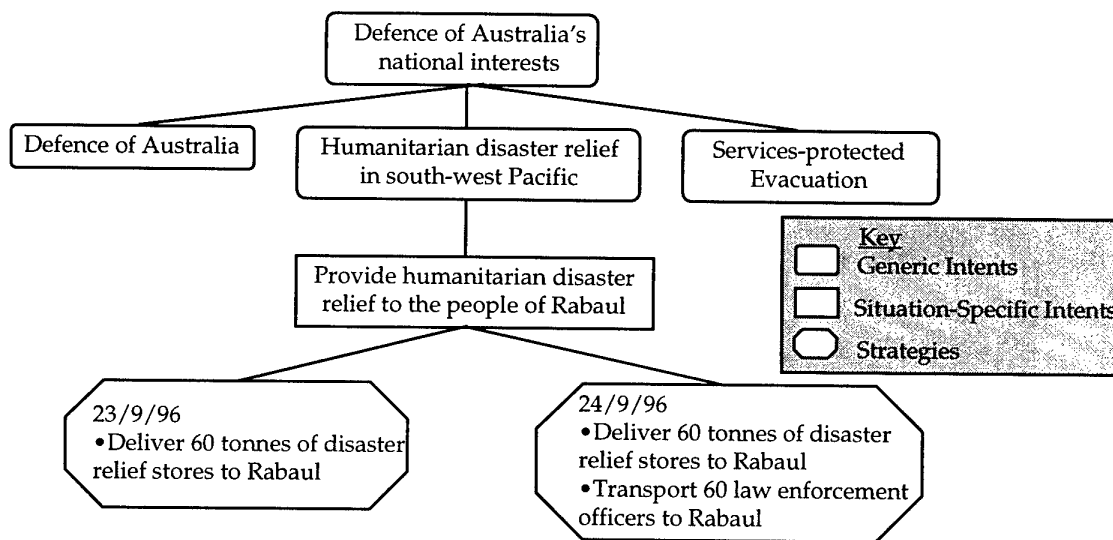 Defence of Australia's
national interests
Defence of Australia
Humanitarian disaster relief
in south-west Pacific
Services-protected
Evacuation
Provide humanitarian disaster
relief to the people of Rabaul
Key
Generic Intents
Situation-Specific Intents
Strategies
23/9/96
•Deliver 60 tonnes of disaster
relief stores to Rabaul
24/9/96
•Deliver 60 tonnes of disaster
relief stores to Rabaul
•Transport 60 law enforcement
officers to Rabaul